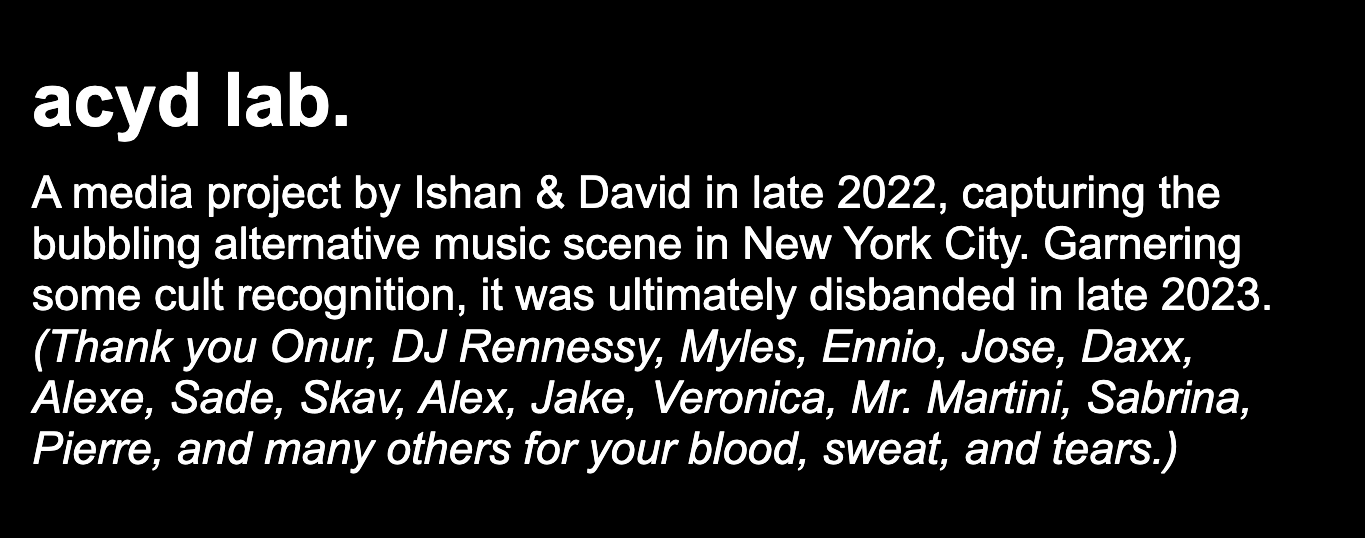 acyd lab.
A media project by Ishan & David in late 2022, capturing the
bubbling alternative music scene in New York City. Garnering
some cult recognition, it was ultimately disbanded in late 2023.
(Thank you Onur, DJ Rennessy, Myles, Ennio, Jose, Daxx,
Alexe, Sade, Skav, Alex, Jake, Veronica, Mr. Martini, Sabrina,
Pierre, and many others for your blood, sweat, and tears.)